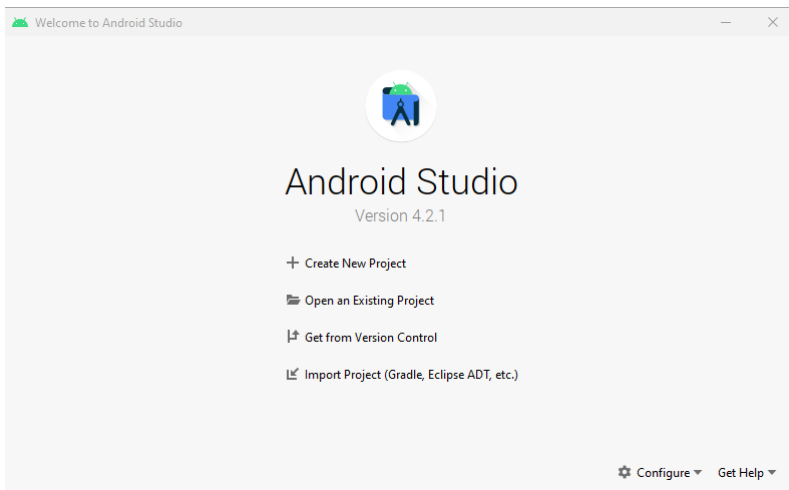 Welcome to Android Studio
Android Studio
Version 4.2.1
Create New Project
Open an Existing Project
Get from Version Control
Import Project (Gradle, Eclipse ADT, etc.)
Configure Get Help